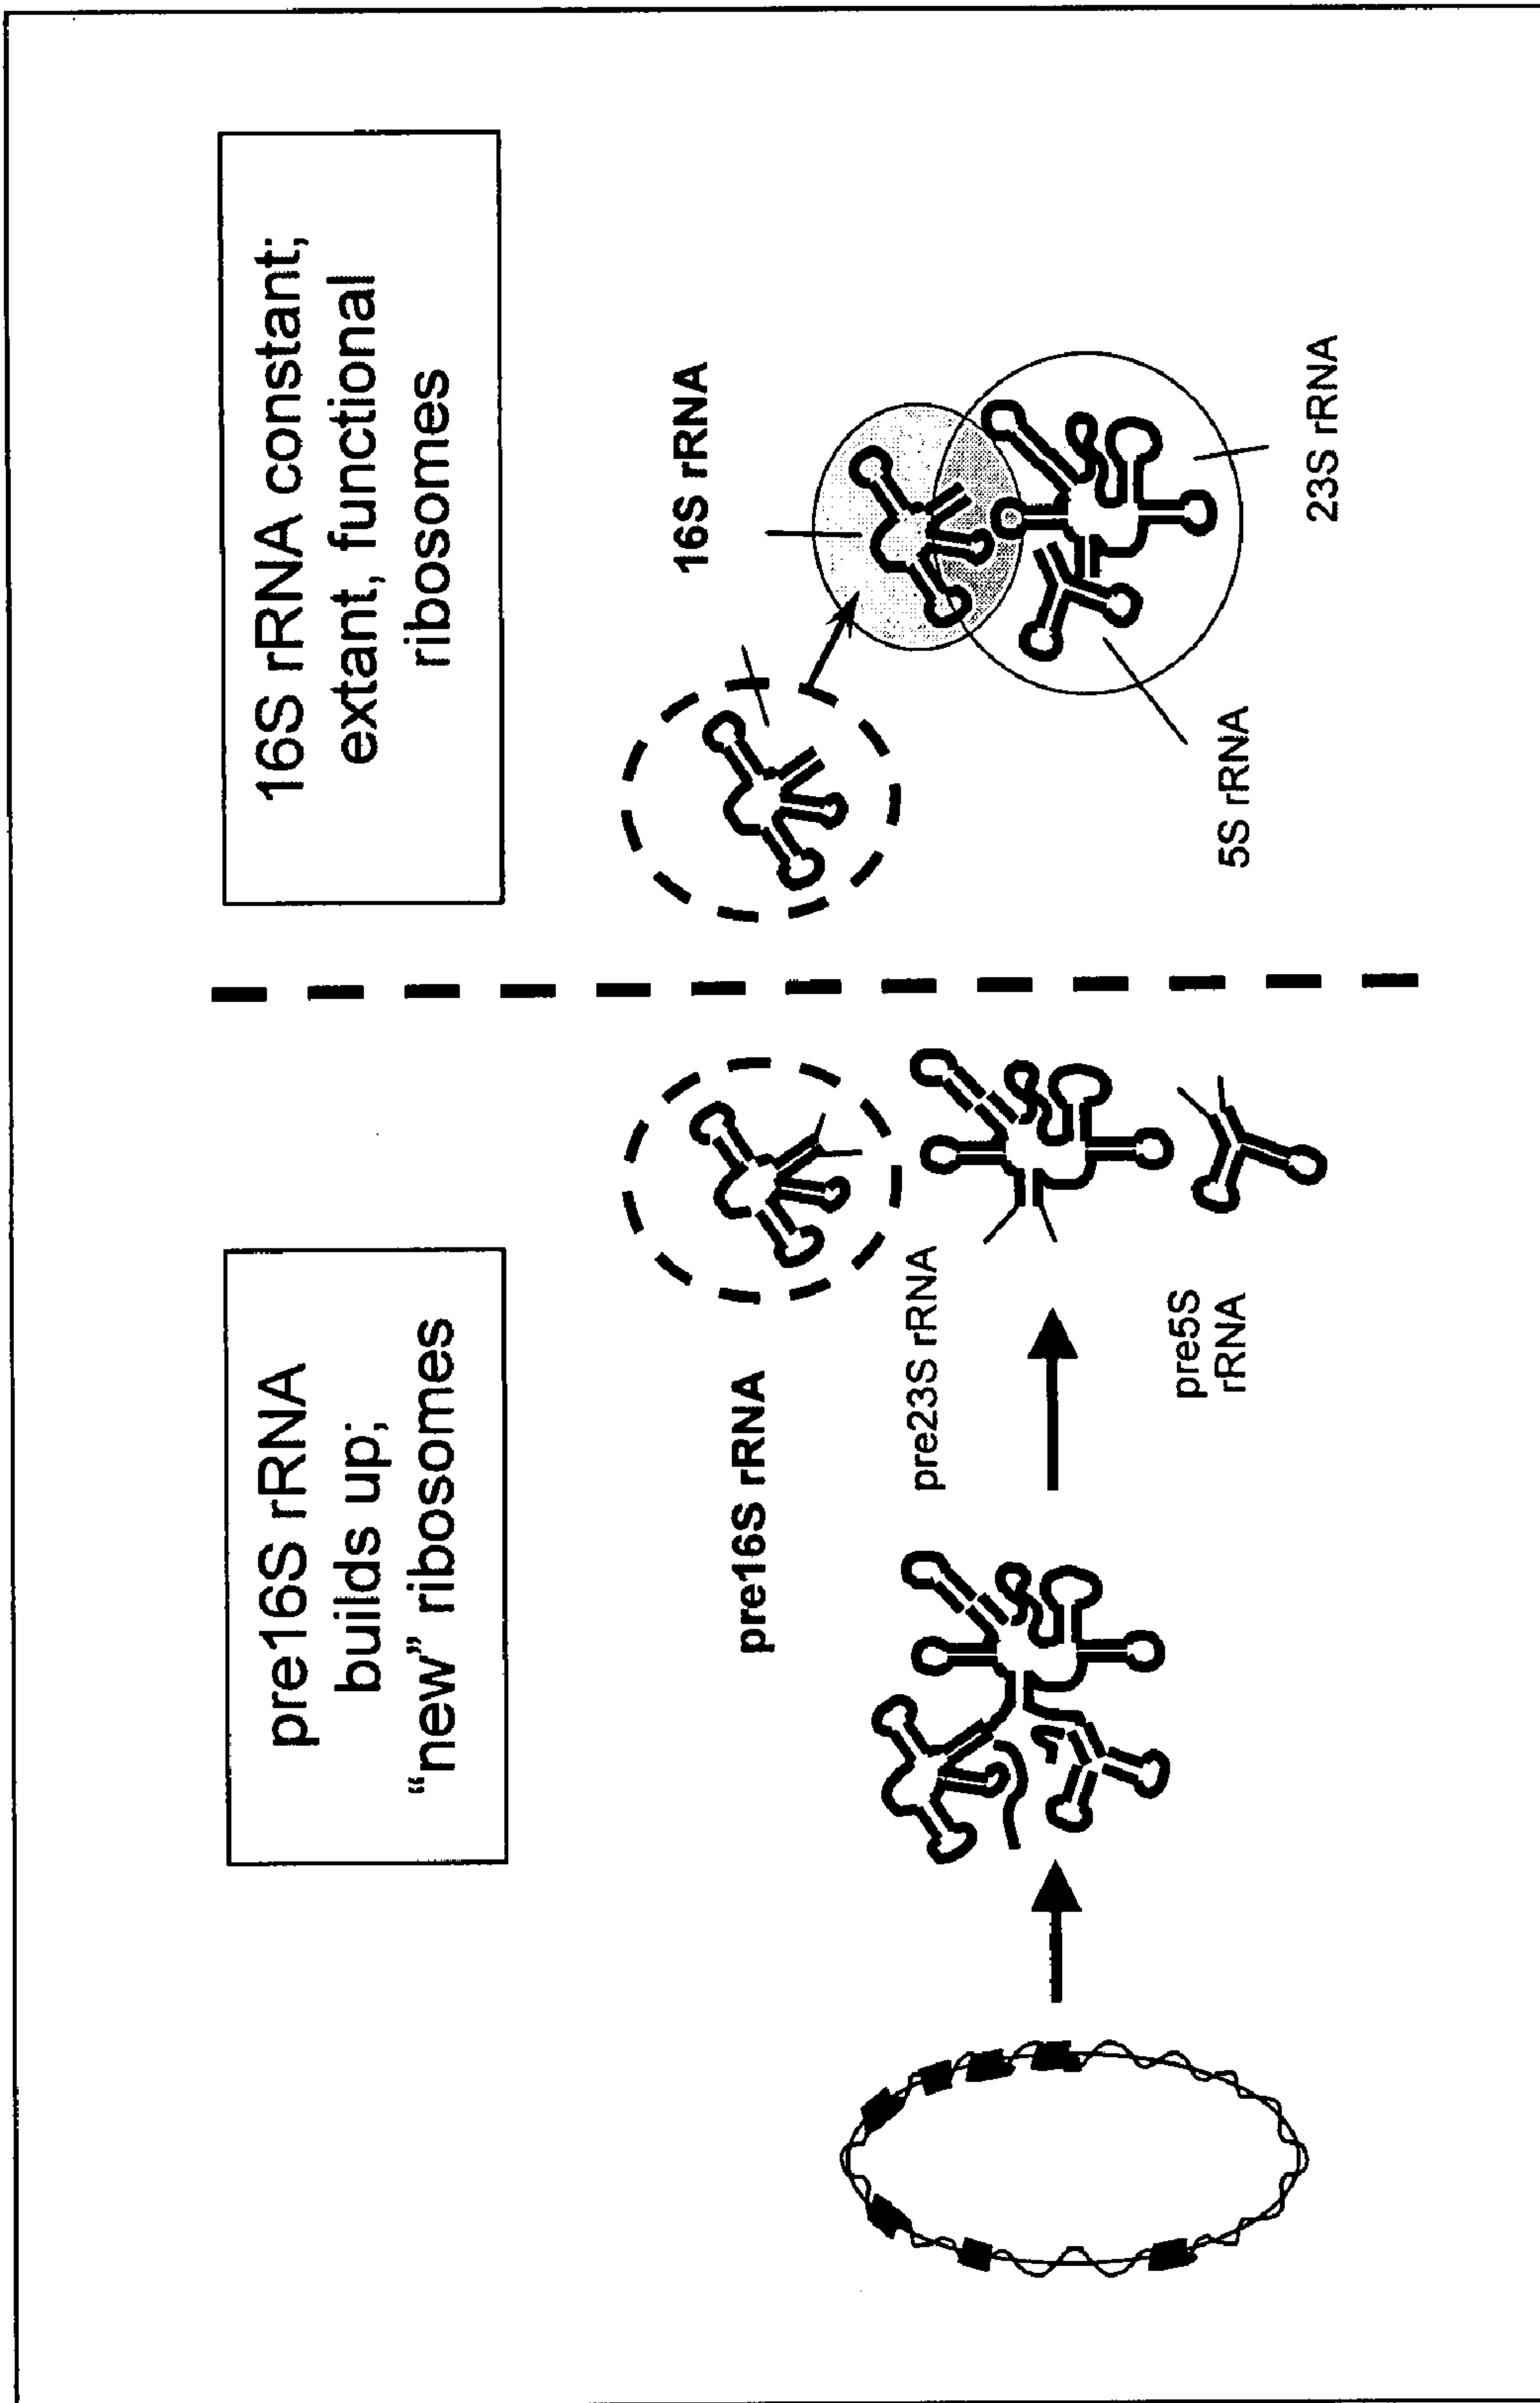 pre16S rRNA
builds up;
“new” ribosomes
16S rRNA constant;
extant, functional
ribosomes
pre16S rRNA
pre23S rRNA
pre5S
rRNA
16S rRNA
5S rRNA
23S rRNA